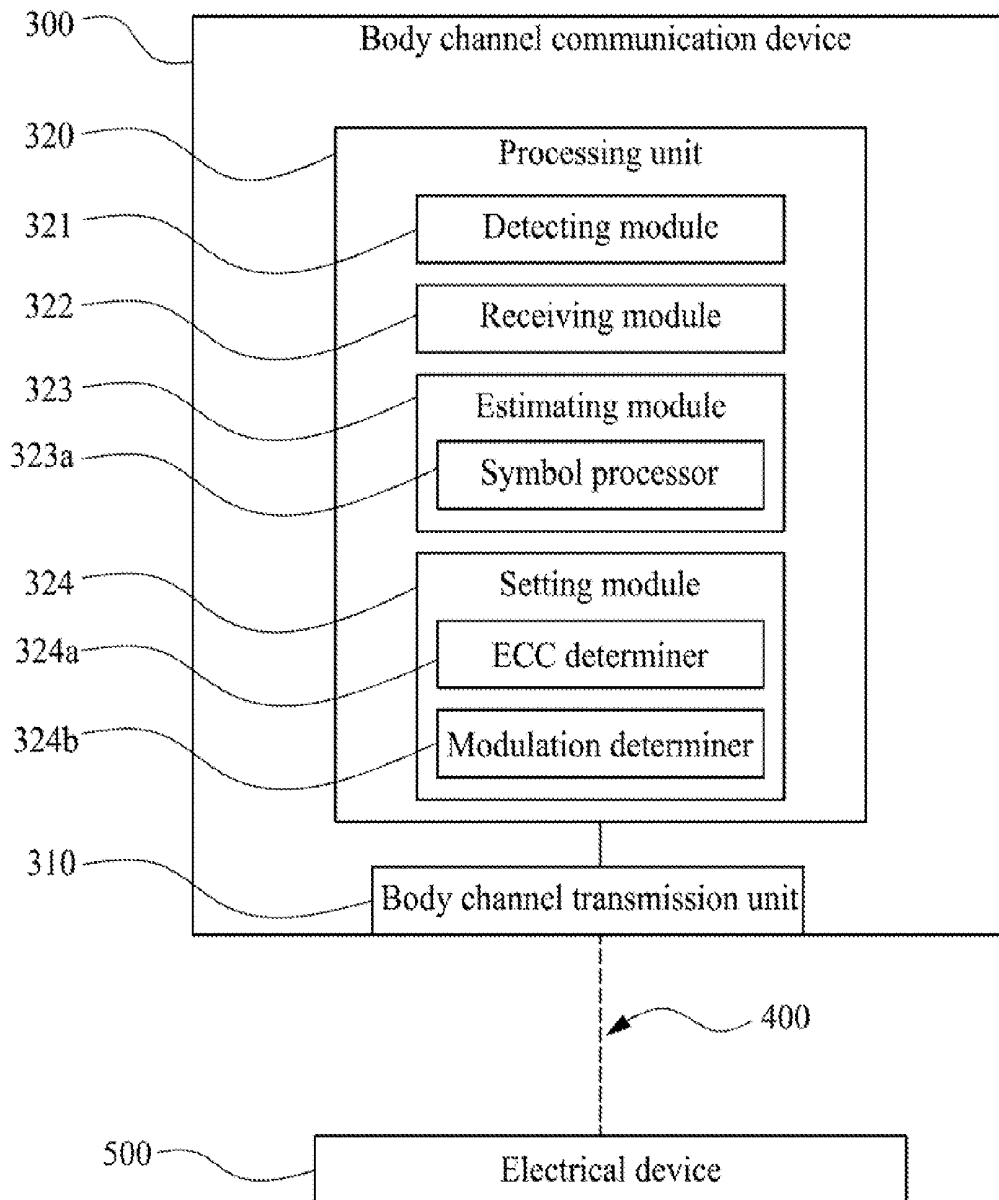 300
Body channel communication device
320
Processing unit
321
Detecting module
322
Receiving module
323
Estimating module
323a
Symbol processor
324
Setting module
324a
ECC determiner
324b
Modulation determiner
310
Body channel transmission unit
400
500
Electrical device